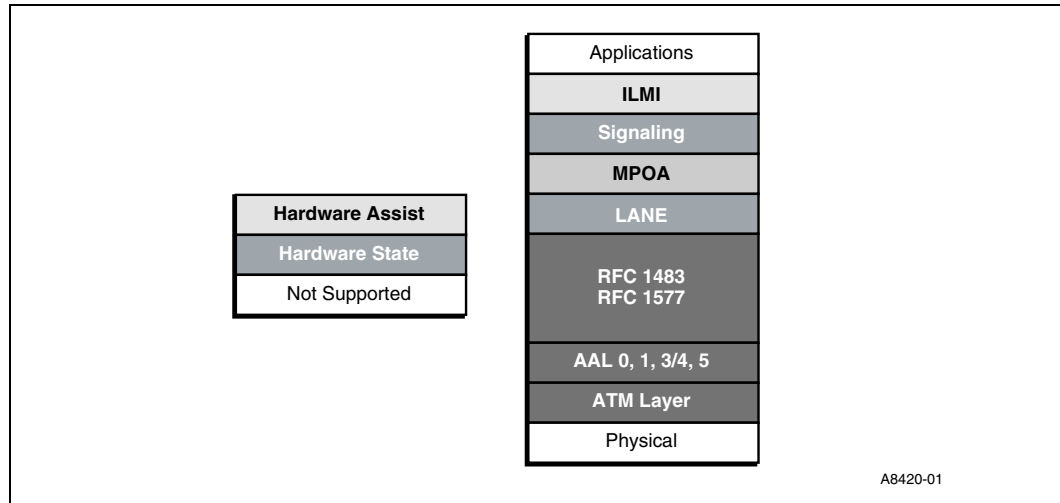 Hardware Assist
Hardware State
Not Supported
Applications
ILMI
Signaling
MPOA
LANE
RFC 1483
RFC 1577
AAL 0, 1, 3/4, 5
ATM Layer
Physical
A8420-01